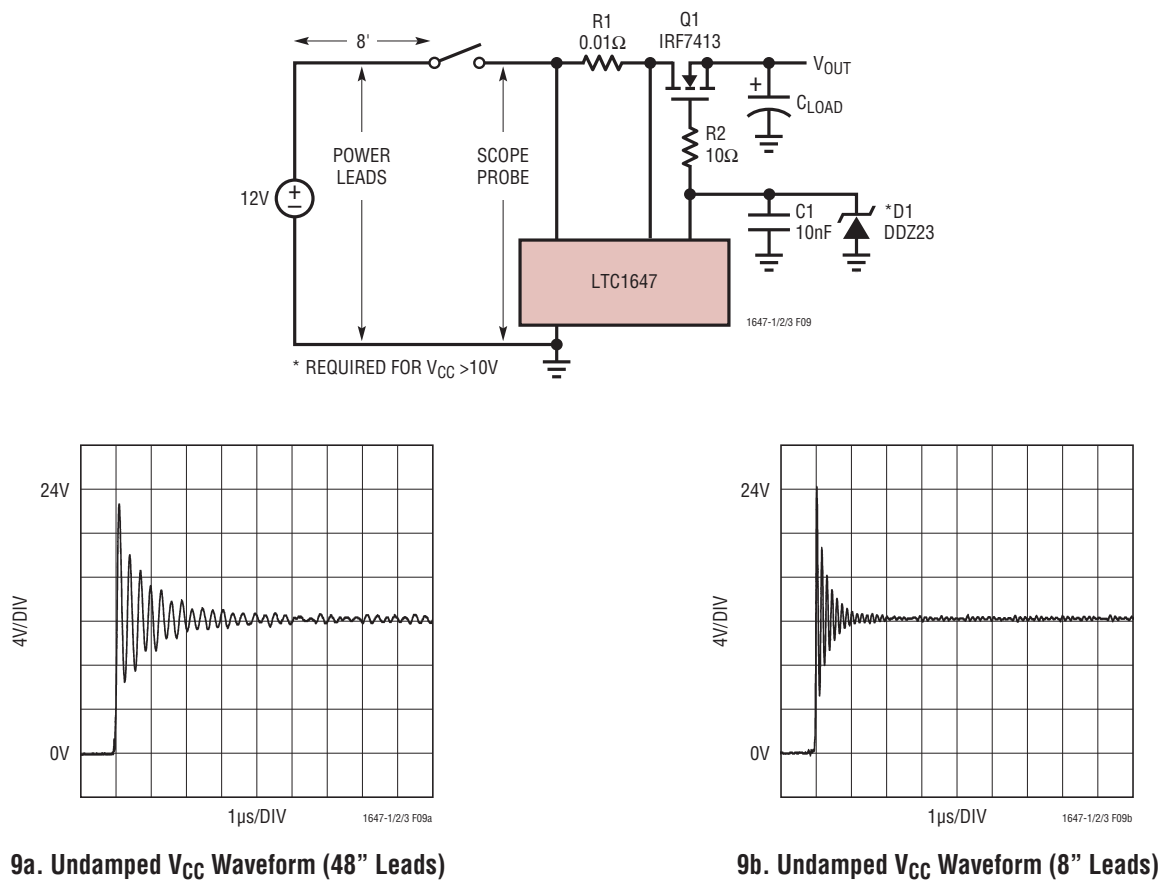 8'
R1
0.01Ω
Q1
IRF7413
VOUT
+
CLOAD
R2
10Ω
POWER
LEADS
SCOPE
PROBE
12V
+
−
C1
10nF
*D1
DDZ23
LTC1647
1647-1/2/3 F09
* REQUIRED FOR VCC >10V
24V
4V/DIV
0V
1µs/DIV
1647-1/2/3 F09a
9a. Undamped VCC Waveform (48” Leads)
24V
4V/DIV
0V
1µs/DIV
1647-1/2/3 F09b
9b. Undamped VCC Waveform (8” Leads)